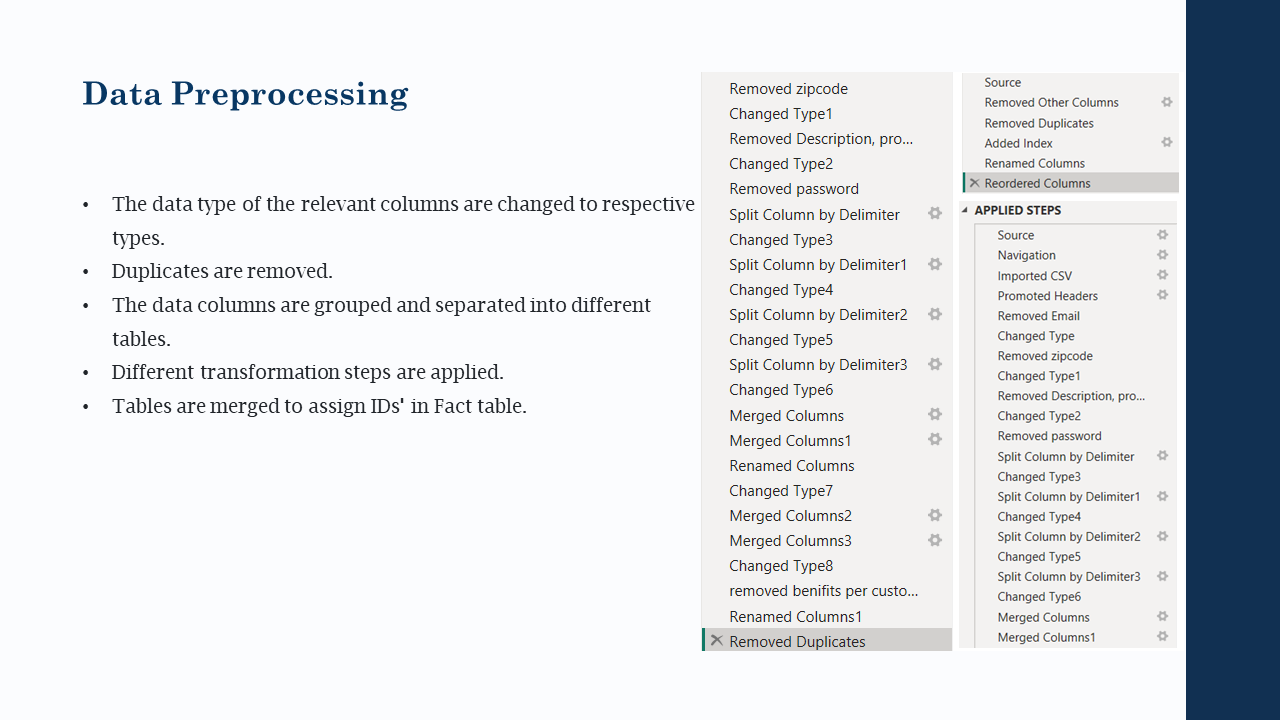 Data Preprocessing
• The data type of the relevant columns are changed to respective
types.
• Duplicates are removed.
• The data columns are grouped and separated into different
tables.
• Different transformation steps are applied.
• Tables are merged to assign IDs' in Fact table.
Removed zipcode
Changed Type1
Removed Description, pro...
Changed Type2
Removed password
Split Column by Delimiter
Changed Type3
Split Column by Delimiter1
Changed Type4
Split Column by Delimiter2
Changed Type5
Split Column by Delimiter3
Changed Type6
Merged Columns
Merged Columns1
Renamed Columns
Changed Type7
Merged Columns2
Merged Columns3
Changed Type8
removed benifits per custo...
Renamed Columns1
Removed Duplicates
Source
Removed Other Columns
Removed Duplicates
Added Index
Renamed Columns
Reordered Columns
APPLIED STEPS
Source
Navigation
Imported CSV
Promoted Headers
Removed Email
Changed Type
Removed zipcode
Changed Type1
Removed Description, pro...
Changed Type2
Removed password
Split Column by Delimiter
Changed Type3
Split Column by Delimiter1
Changed Type4
Split Column by Delimiter2
Changed Type5
Split Column by Delimiter3
Changed Type6
Merged Columns
Merged Columns1